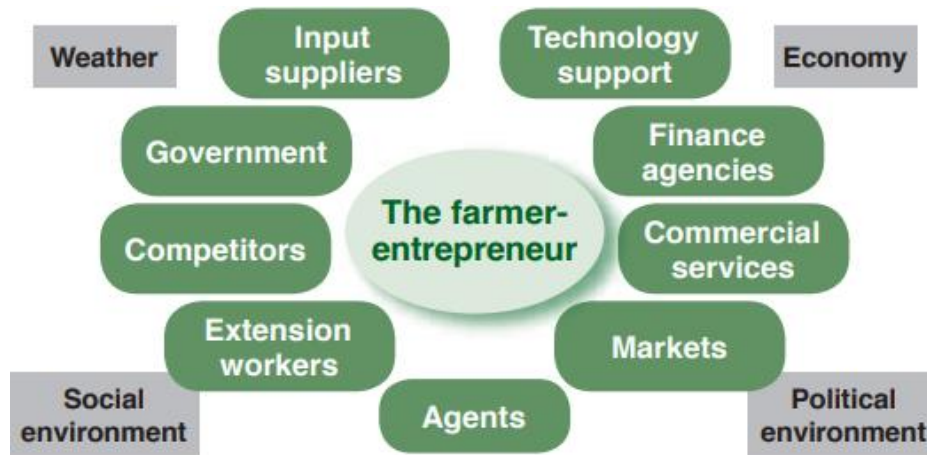 Weather
Input
suppliers
Technology
support
Economy
Government
Finance
agencies
The farmer-
entrepreneur
Competitors
Commercial
services
Extension
workers
Markets
Social
environment
Agents
Political
environment